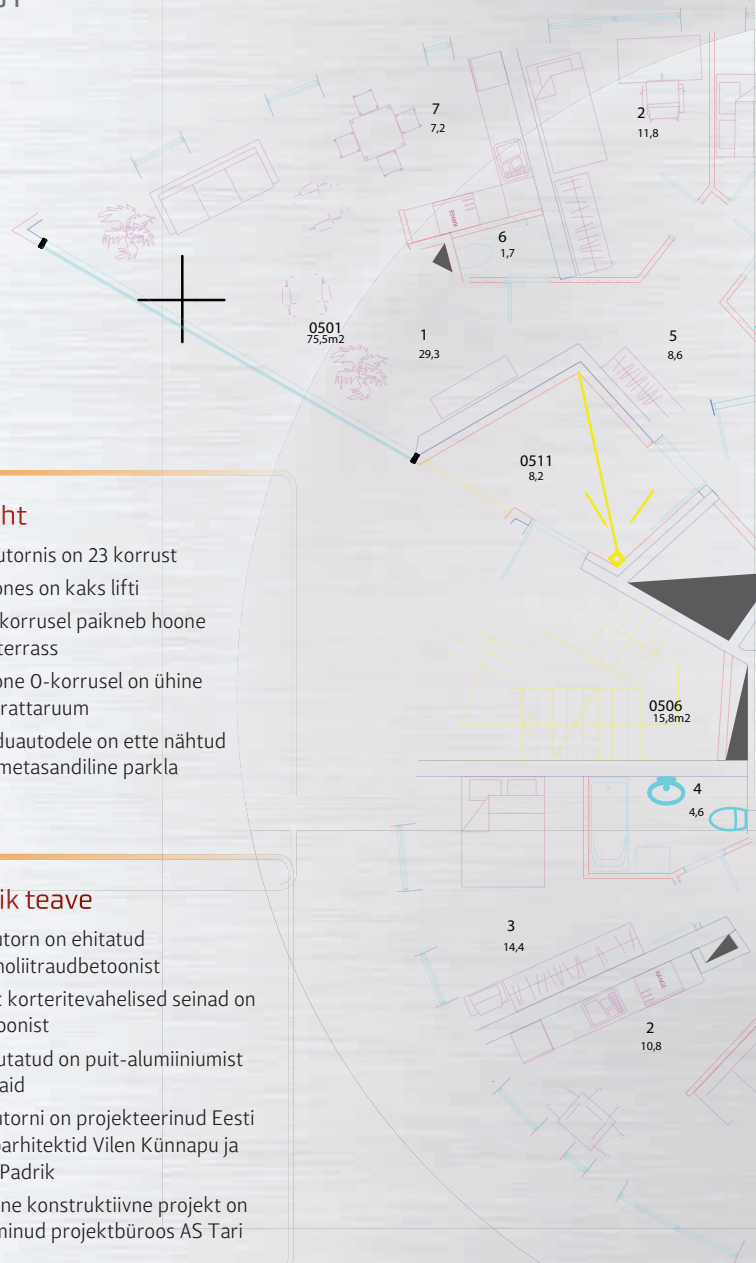 7
7,2
2
11,8
RANGE
6
1,7
0501
75,5m2
1
29,3
5
8,6
0511
8,2
0506
15,8m2
4
4,6
3
14,4
RANGE
2
10,8
ht
utornis on 23 korrust
ones on kaks lifti
korrusel paikneb hoone
terrass
one 0-korrusel on ühine
rattaruum
duautodele on ette nähtud
metasandiline parkla
ik teave
utorn on ehitatud
noliitraudbetoonist
t korteritevahelised seinad on
oonist
utatud on puit-alumiiniumist
aid
utorni on projekteerinud Eesti
parhitektid Vilen Künnapu ja
Padrik
ne konstruktiivne projekt on
minud projektbüroos AS Tari